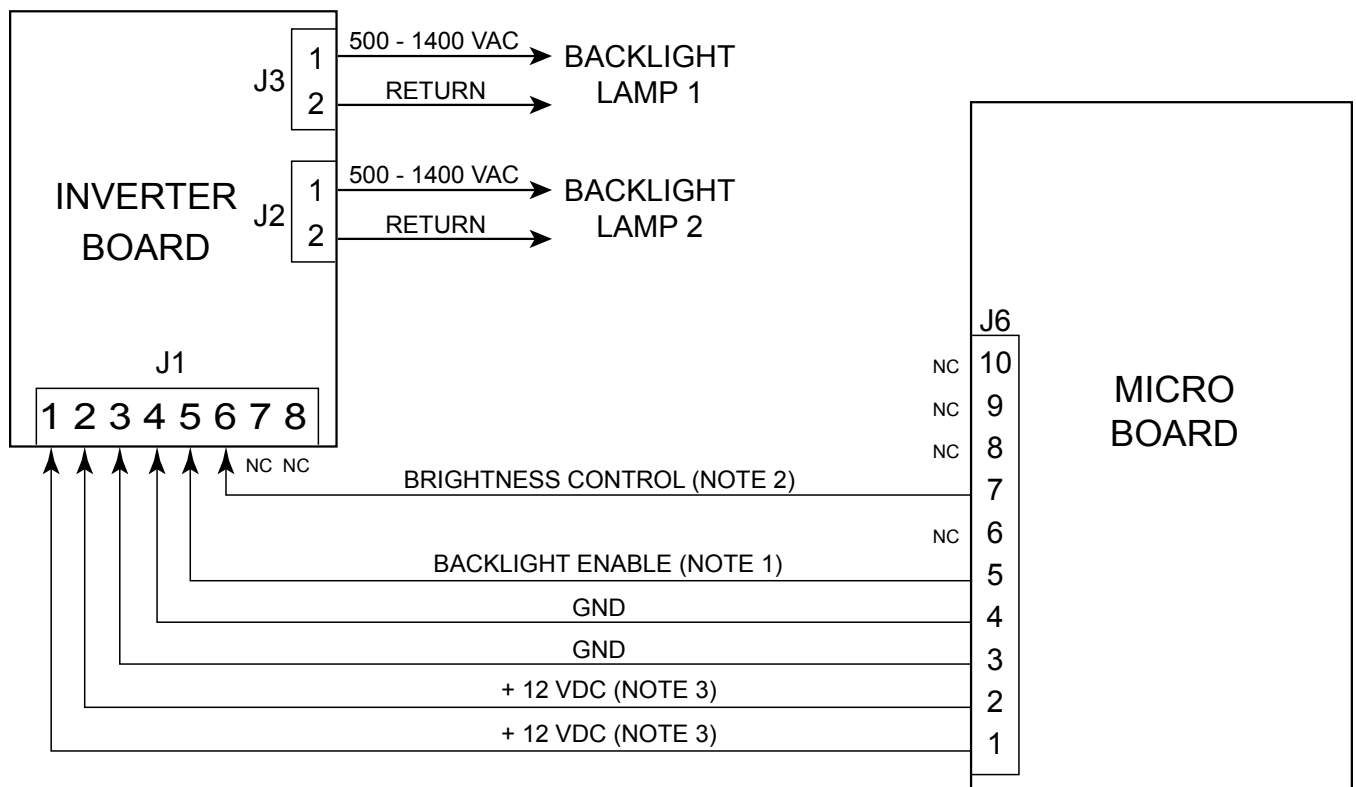 500 - 1400 VAC
J3
1
2
RETURN
BACKLIGHT
LAMP 1
INVERTER
BOARD
J2
1
2
500 - 1400 VAC
RETURN
BACKLIGHT
LAMP 2
J1
1 2 3 4 5 6 7 8
NC NC
J6
NC 10
NC 9
NC 8
BRIGHTNESS CONTROL (NOTE 2) 7
NC 6
BACKLIGHT ENABLE (NOTE 1) 5
GND 4
GND 3
+ 12 VDC (NOTE 3) 2
+ 12 VDC (NOTE 3) 1
MICRO
BOARD